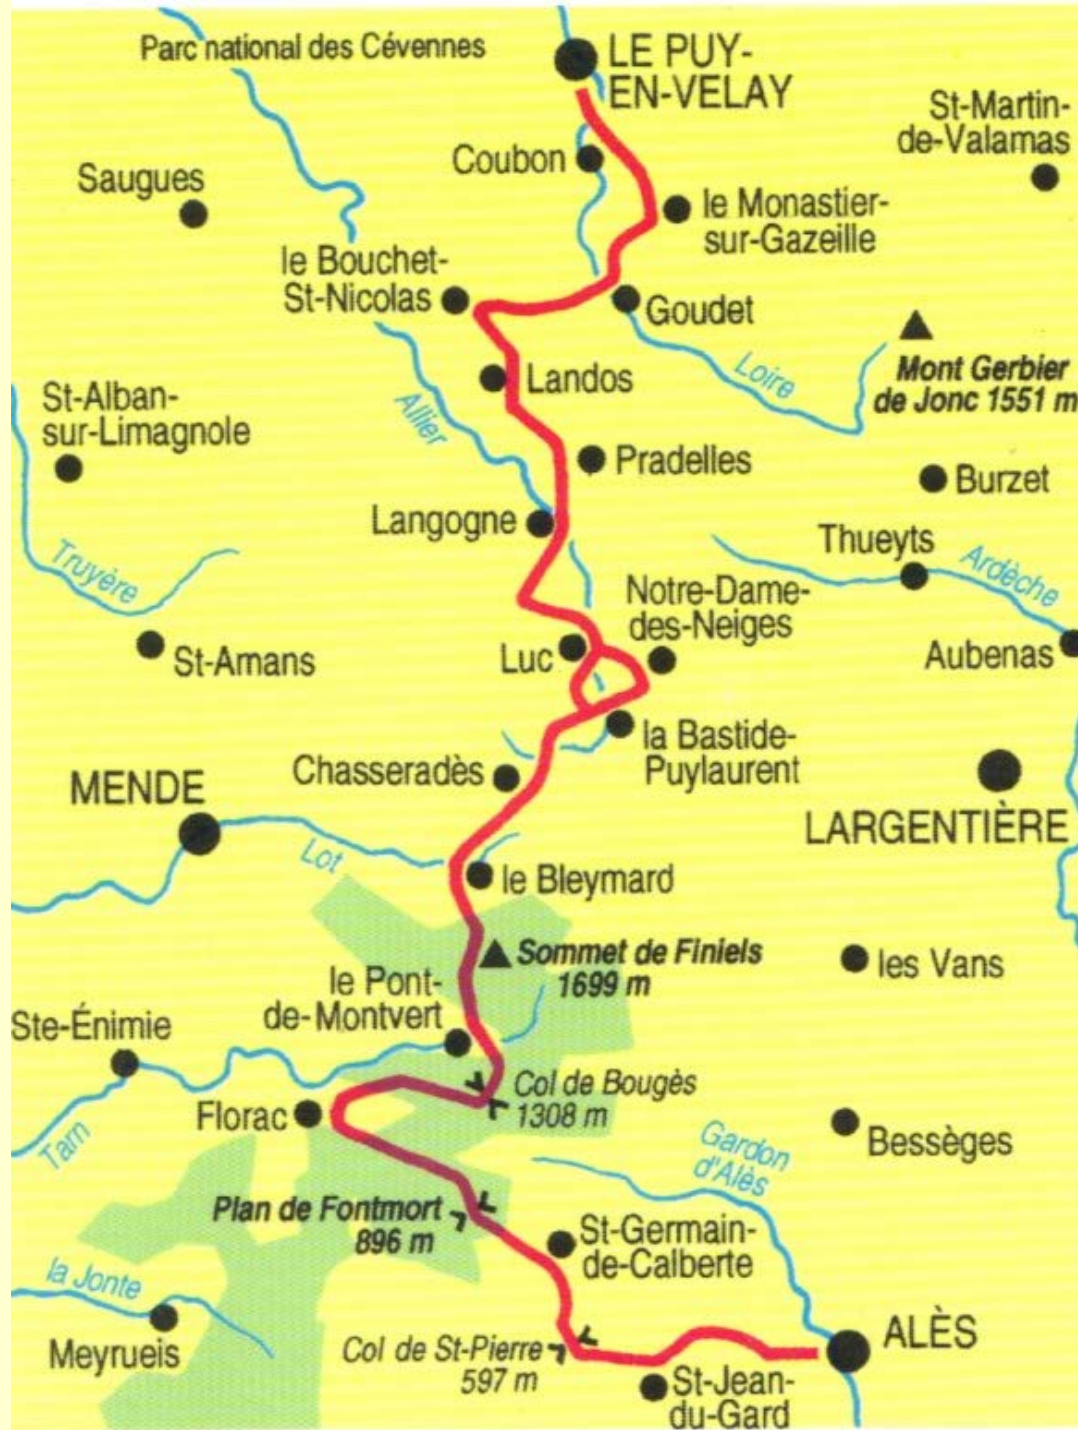 Parc national des Cévennes
LE PUY-
EN-VELAY
St-Martin-
de-Valamas
Coubon
Saugues
le Monastier-
sur-Gazeille
le Bouchet-
St-Nicolas
Goudet
Loire
Mont Gerbier
de Jonc 1551 m
Landos
St-Alban-
sur-Limagnole
Allier
Pradelles
Burzet
Langogne
Thueyts
Ardèche
Truyère
Notre-Dame-
des-Neiges
St-Amans
Luc
Aubenas
la Bastide-
Puylaurent
Chasseradès
MENDE
LARGENTIÈRE
Lot
le Bleymard
Sommet de Finiels
1699 m
les Vans
le Pont-
de-Montvert
Ste-Énimie
Col de Bougès
1308 m
Florac
Tarn
Bessèges
Gardon
d'Alès
Plan de Fontmort
896 m
St-Germain-
de-Calberte
la Jonte
Meyrueis
Col de St-Pierre
597 m
ALÈS
St-Jean-
du-Gard